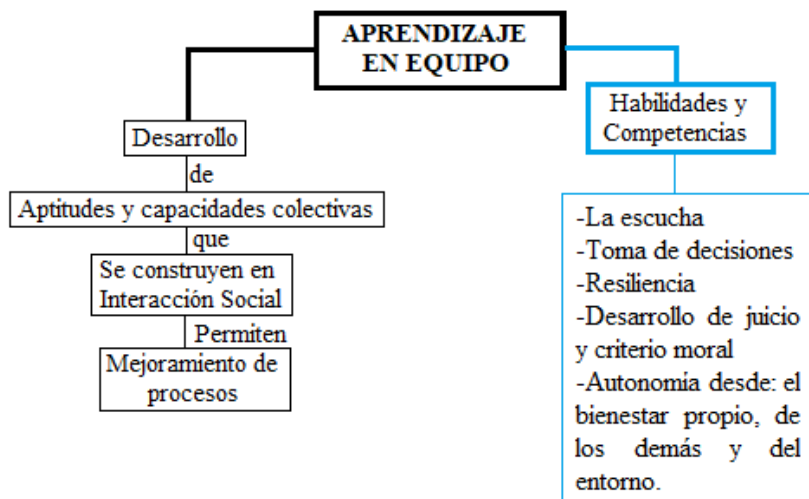 APRENDIZAJE
EN EQUIPO
Desarrollo
de
Aptitudes y capacidades colectivas
que
Se construyen en
Interacción Social
Permiten
Mejoramiento de
procesos
Habilidades y
Competencias
-La escucha
-Toma de decisiones
-Resiliencia
-Desarrollo de juicio
y criterio moral
-Autonomía desde: el
bienestar propio, de
los demás y del
entorno.